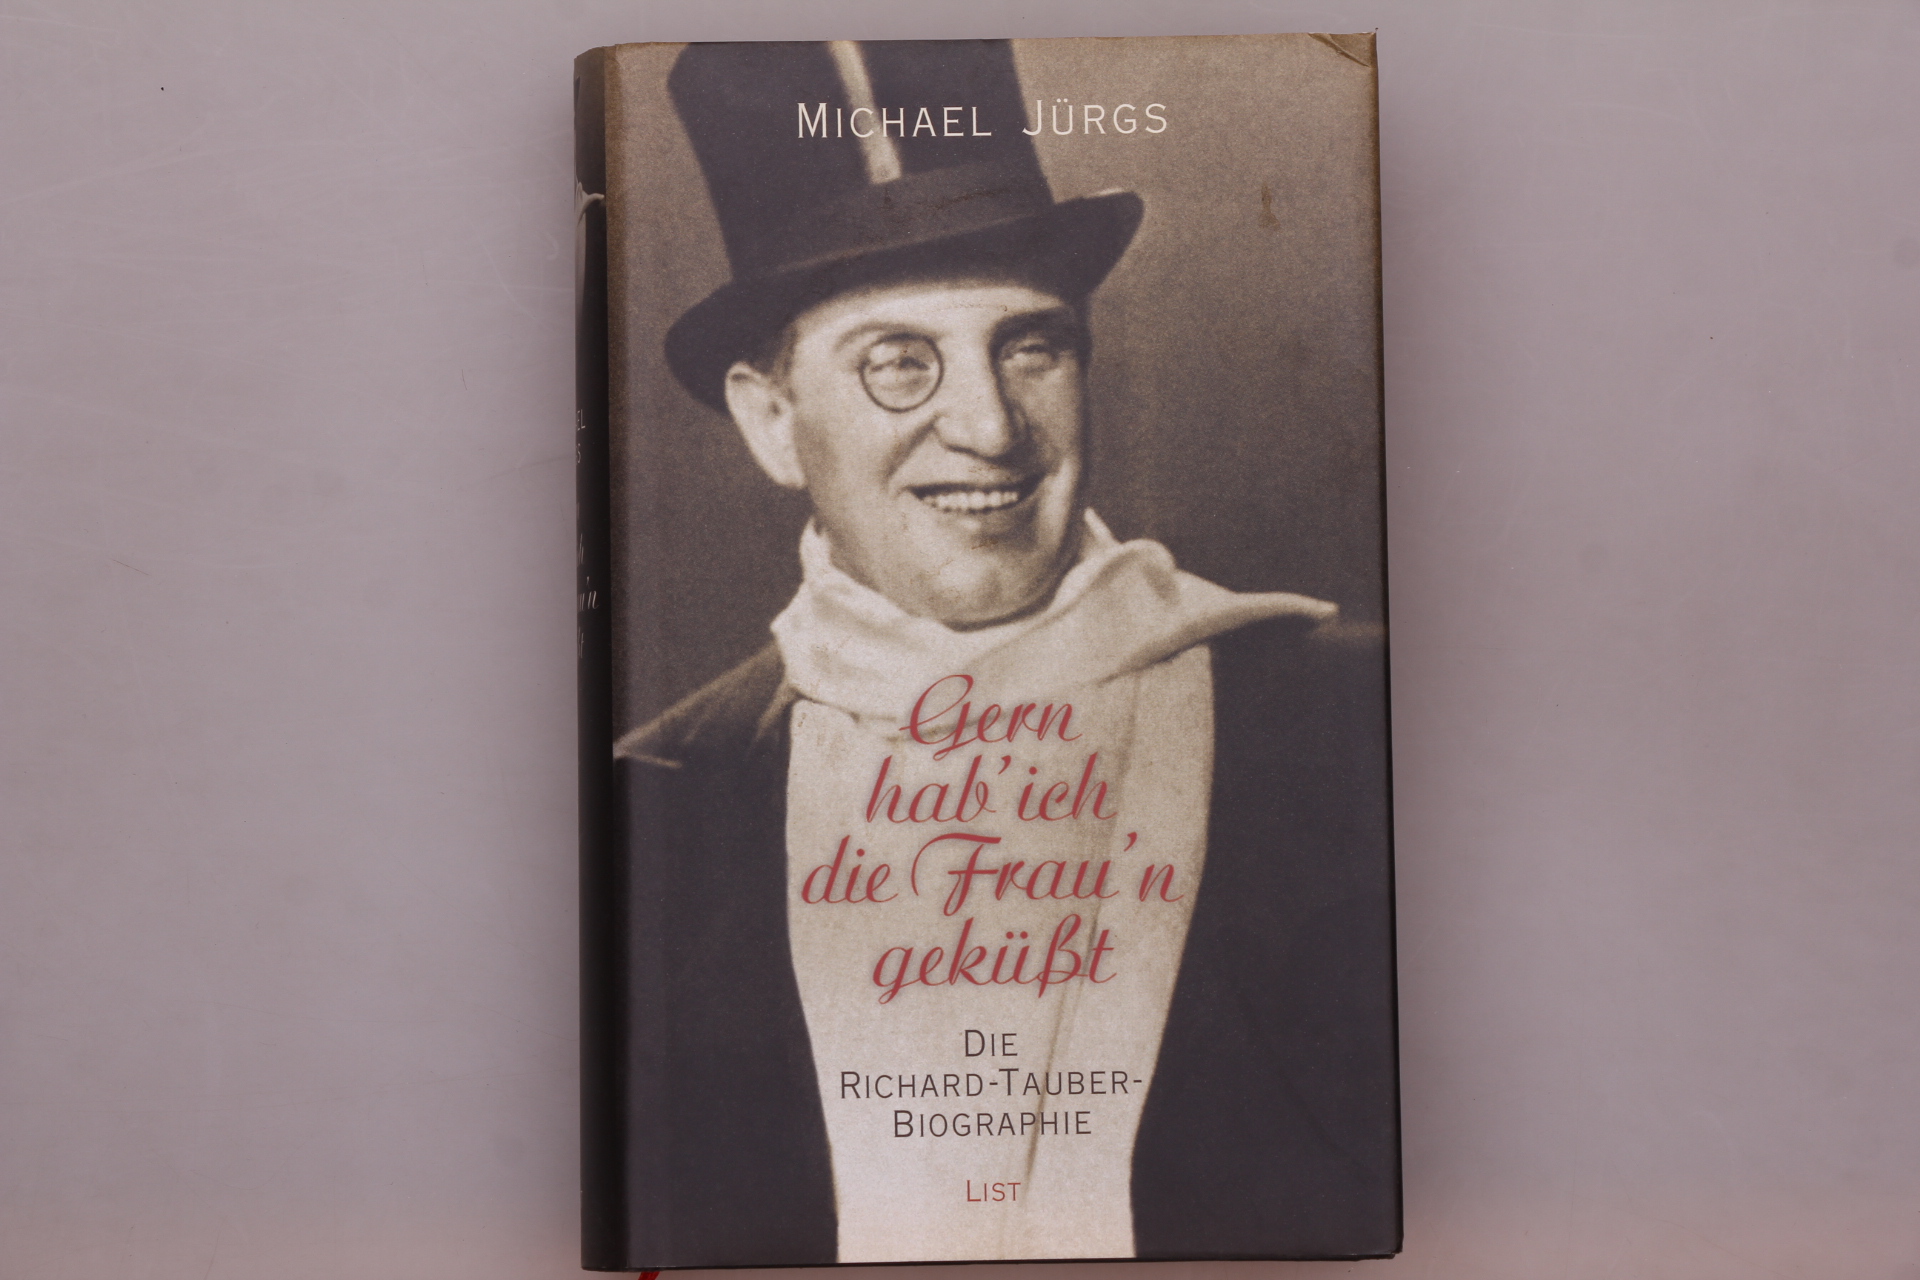 MICHAEL JÜRGS
Gern
hab' ich
die Frau'n
geküßt
DIE
RICHARD-TAUBER-
BIOGRAPHIE
LIST